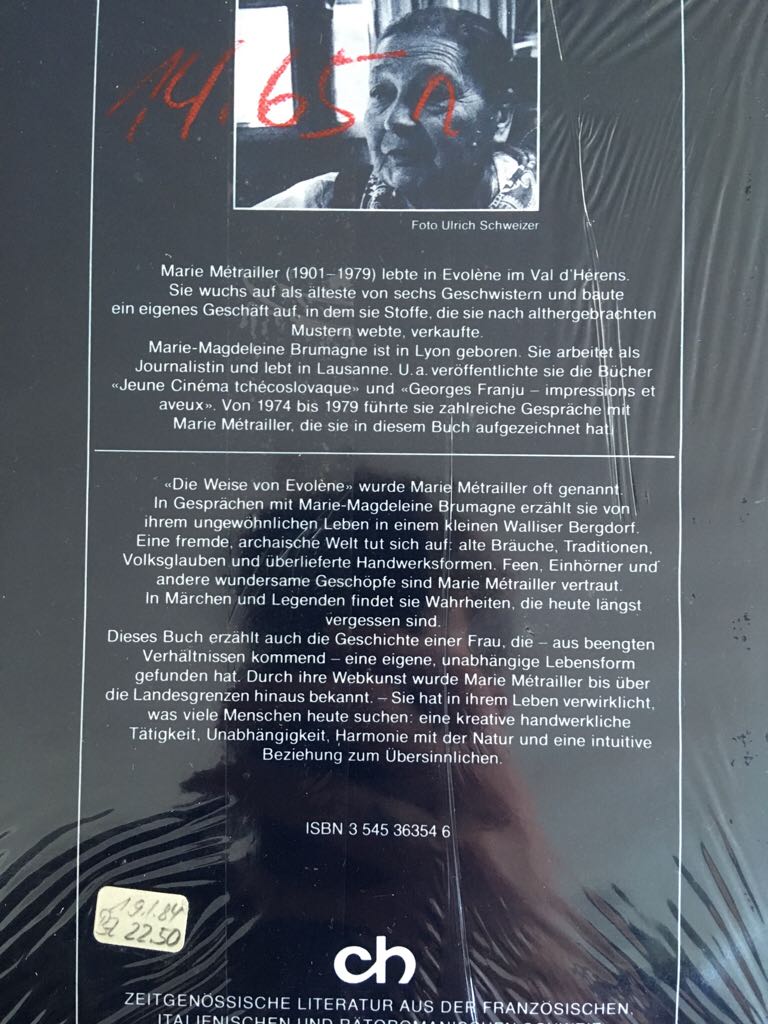 14.65 n
Foto Ulrich Schweizer
Marie Métrailler (1901–1979) lebte in Evolène im Val d'Hérens.
Sie wuchs auf als älteste von sechs Geschwistern und baute
ein eigenes Geschäft auf, in dem sie Stoffe, die sie nach althergebrachten
Mustern webte, verkaufte.
Marie-Magdeleine Brumagne ist in Lyon geboren. Sie arbeitet als
Journalistin und lebt in Lausanne. U.a. veröffentlichte sie die Bücher
«Jeune Cinéma tchécoslovaque» und «Georges Franju – impressions et
aveux». Von 1974 bis 1979 führte sie zahlreiche Gespräche mit
Marie Métrailler, die sie in diesem Buch aufgezeichnet hat.
«Die Weise von Evolène» wurde Marie Métrailler oft genannt.
In Gesprächen mit Marie-Magdeleine Brumagne erzählt sie von
ihrem ungewöhnlichen Leben in einem kleinen Walliser Bergdorf.
Eine fremde, archaische Welt tut sich auf: alte Bräuche, Traditionen,
Volksglauben und überlieferte Handwerksformen. Feen, Einhörner und
andere wundersame Geschöpfe sind Marie Métrailler vertraut.
In Märchen und Legenden findet sie Wahrheiten, die heute längst
vergessen sind.
Dieses Buch erzählt auch die Geschichte einer Frau, die – aus beengten
Verhältnissen kommend – eine eigene, unabhängige Lebensform
gefunden hat. Durch ihre Webkunst wurde Marie Métrailler bis über
die Landesgrenzen hinaus bekannt. – Sie hat in ihrem Leben verwirklicht,
was viele Menschen heute suchen: eine kreative handwerkliche
Tätigkeit, Unabhängigkeit, Harmonie mit der Natur und eine intuitive
Beziehung zum Übersinnlichen.
ISBN 3 545 36354 6
19.1.84
22.50
ch
ZEITGENÖSSISCHE LITERATUR AUS DER FRANZÖSISCHEN,
ITALIENISCHEN UND RÄTOROMANISCHEN SCHWEIZ